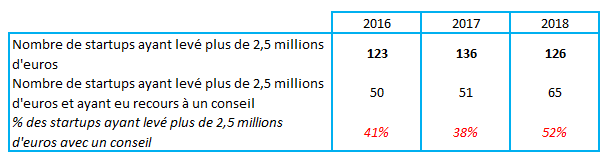 2016 2017 2018
Nombre de startups ayant levé plus de 2,5 millions
d'euros 123 136 126
Nombre de startups ayant levé plus de 2,5 millions
d'euros et ayant eu recours à un conseil 50 51 65
% des startups ayant levé plus de 2,5 millions
d'euros avec un conseil 41% 38% 52%